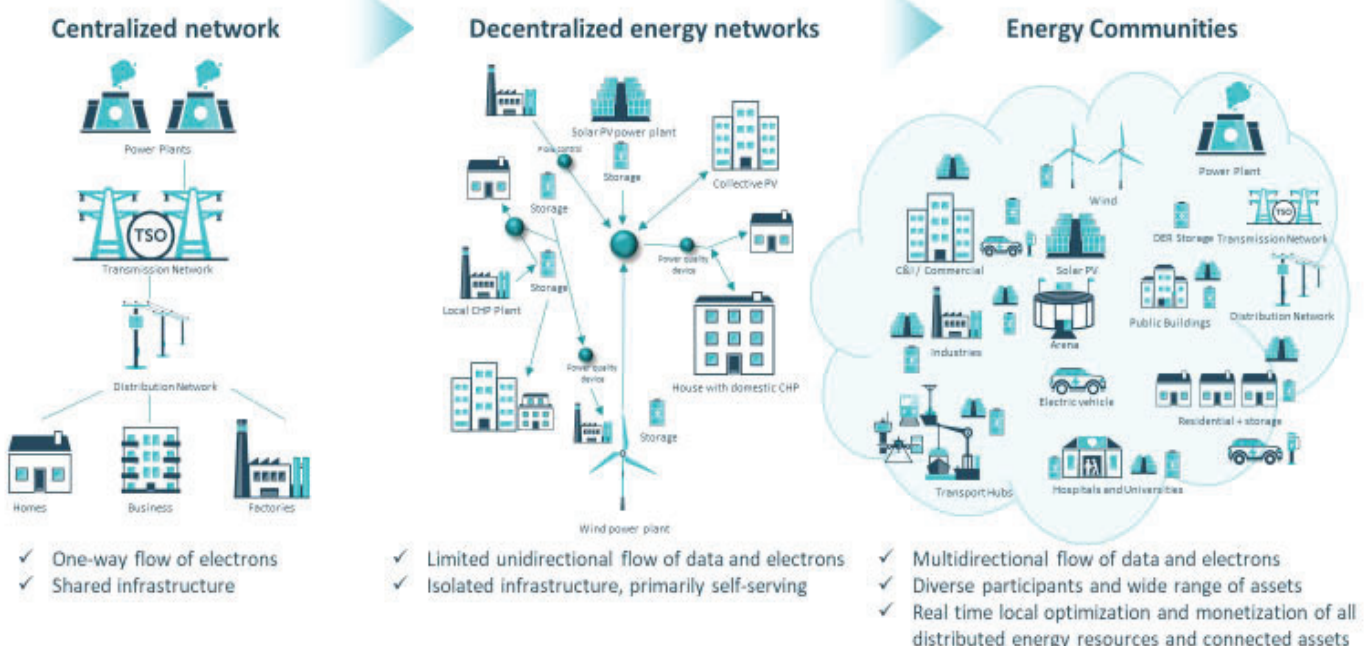 Centralized network
Power Plants
TSO
Transmission Network
Distribution Network
Homes
Business
Factories
✓ One-way flow of electrons
✓ Shared infrastructure
Decentralized energy networks
Solar PV power plant
control
Storage
Collective PV
Storage
Power quality
device
Storage
Local CHP Plant
Power quality
device
House with domestic CHP
Storage
Wind power plant
✓ Limited unidirectional flow of data and electrons
✓ Isolated infrastructure, primarily self-serving
Energy Communities
Power Plant
Wind
TSO
DER Storage
Transmission Network
C&I / Commercial
Solar PV
Public Buildings
Distribution Network
Industries
Arena
Electric vehicle
Residential + storage
Transport Hubs
Hospitals and Universities
✓ Multidirectional flow of data and electrons
✓ Diverse participants and wide range of assets
✓ Real time local optimization and monetization of all
distributed energy resources and connected assets